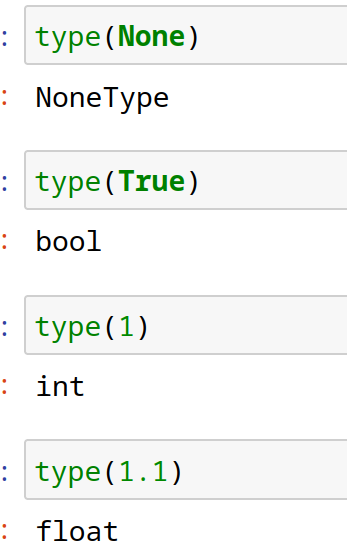 : type(None)
: NoneType
: type(True)
: bool
: type(1)
: int
: type(1.1)
: float